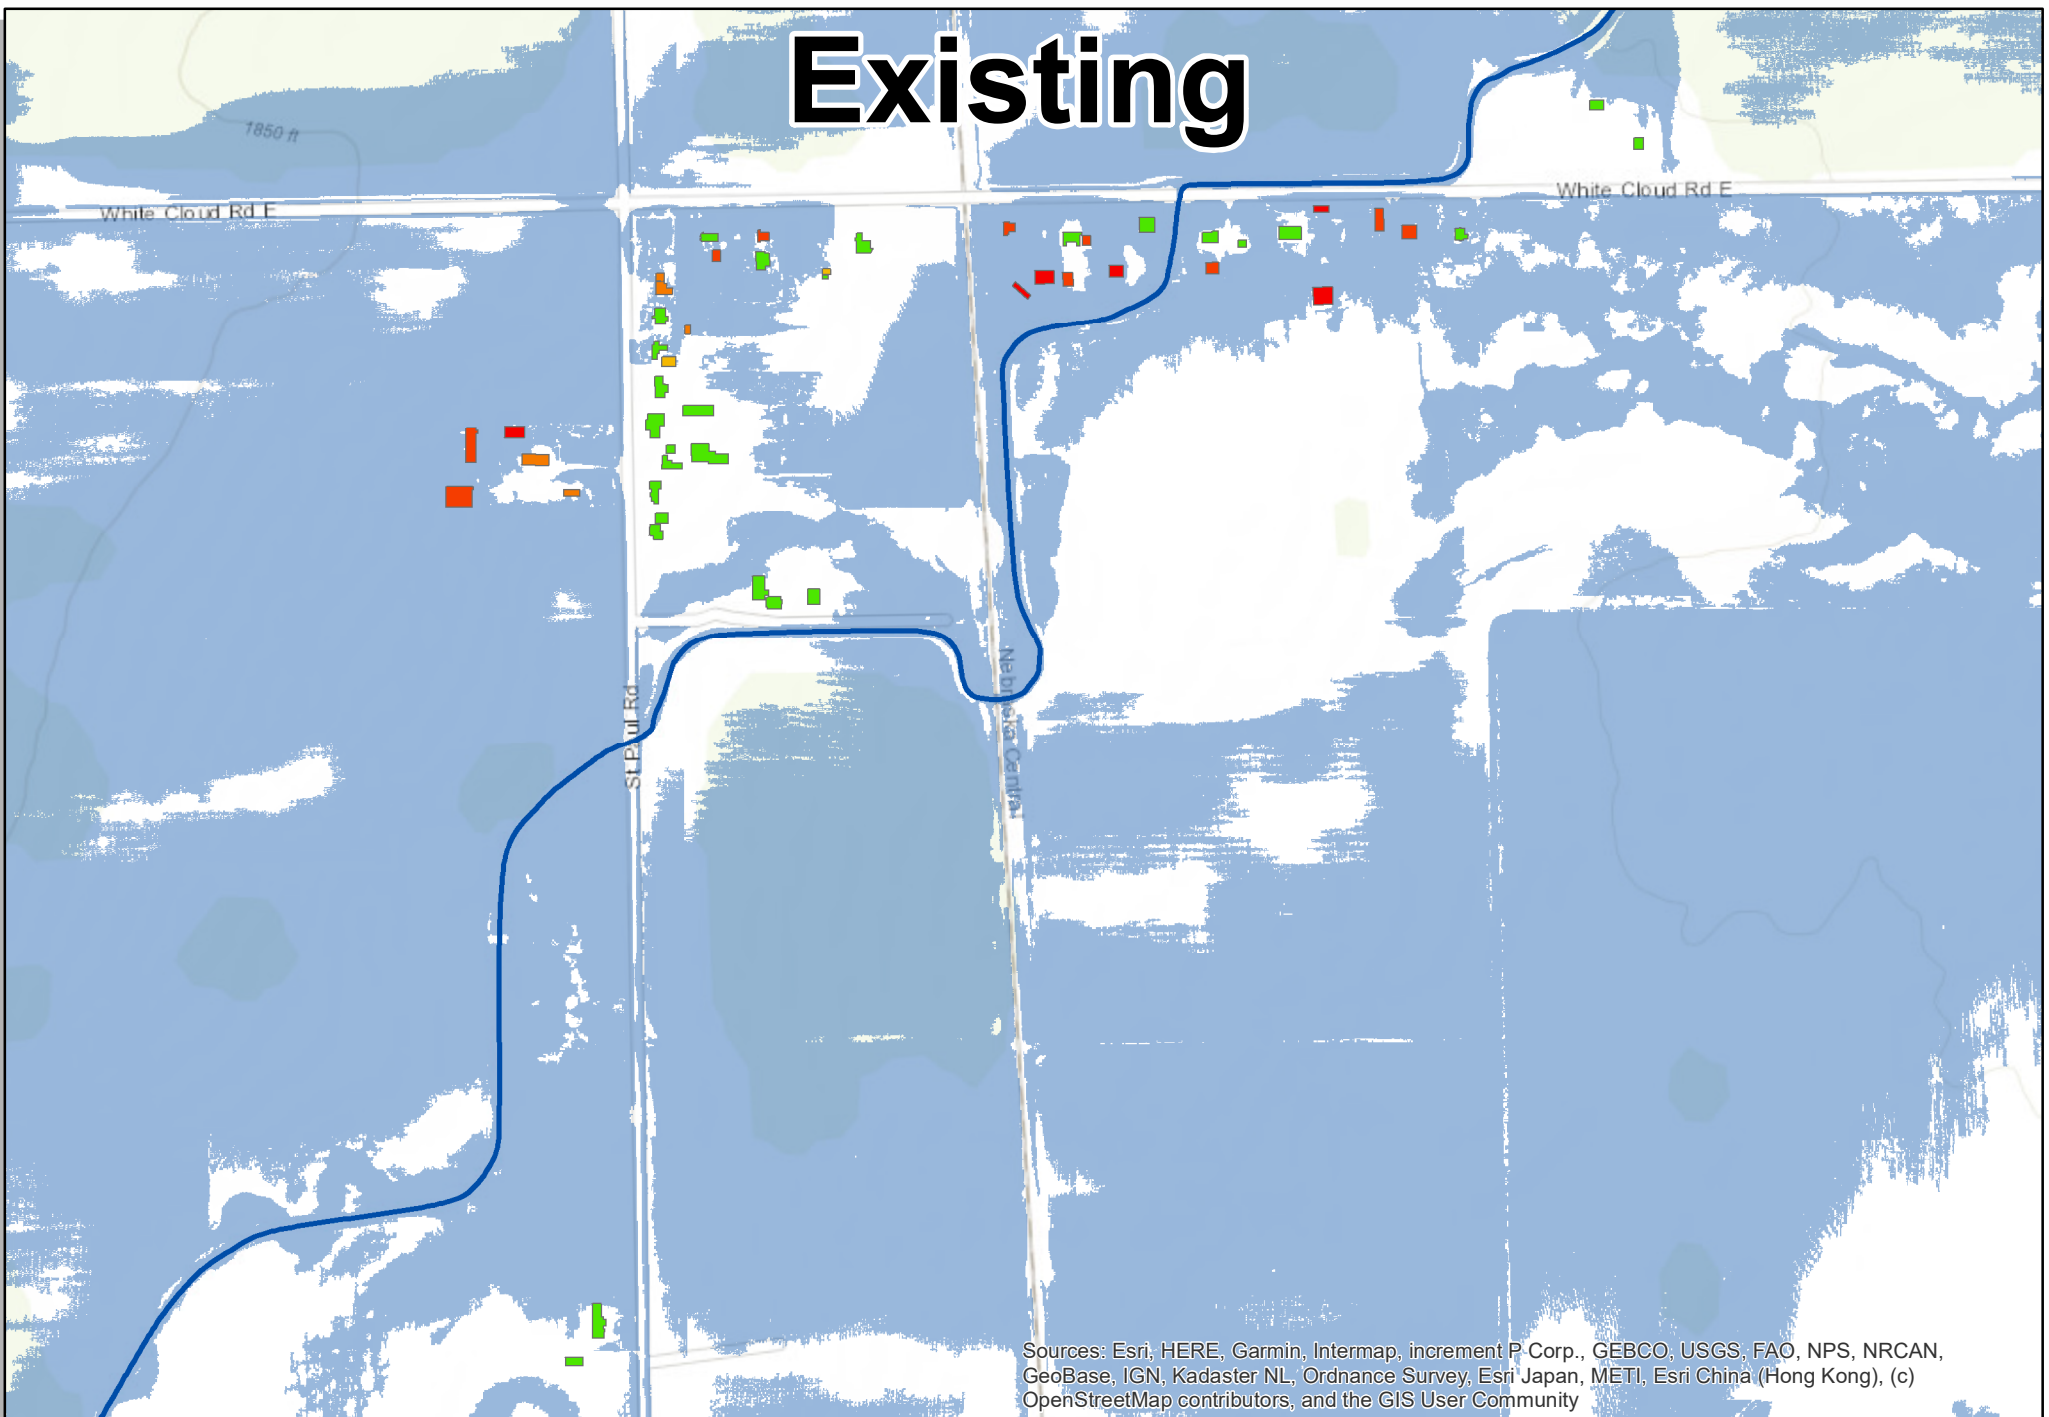 Existing
1850 ft
White Cloud Rd E
White Cloud Rd E
St Paul Rd
Nebraska Central
Sources: Esri, HERE, Garmin, Intermap, increment P Corp., GEBCO, USGS, FAO, NPS, NRCAN,
GeoBase, IGN, Kadaster NL, Ordnance Survey, Esri Japan, METI, Esri China (Hong Kong), (c)
OpenStreetMap contributors, and the GIS User Community